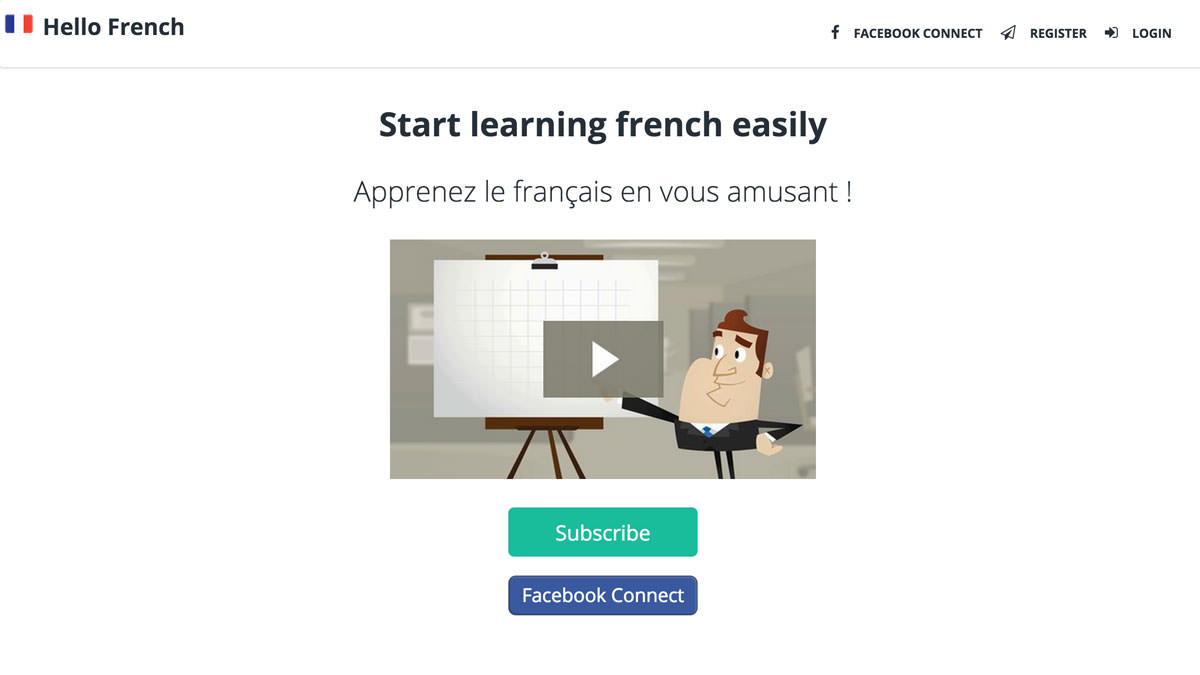 Hello French
FACEBOOK CONNECT
REGISTER
LOGIN
Start learning french easily
Apprenez le français en vous amusant !
Subscribe
Facebook Connect